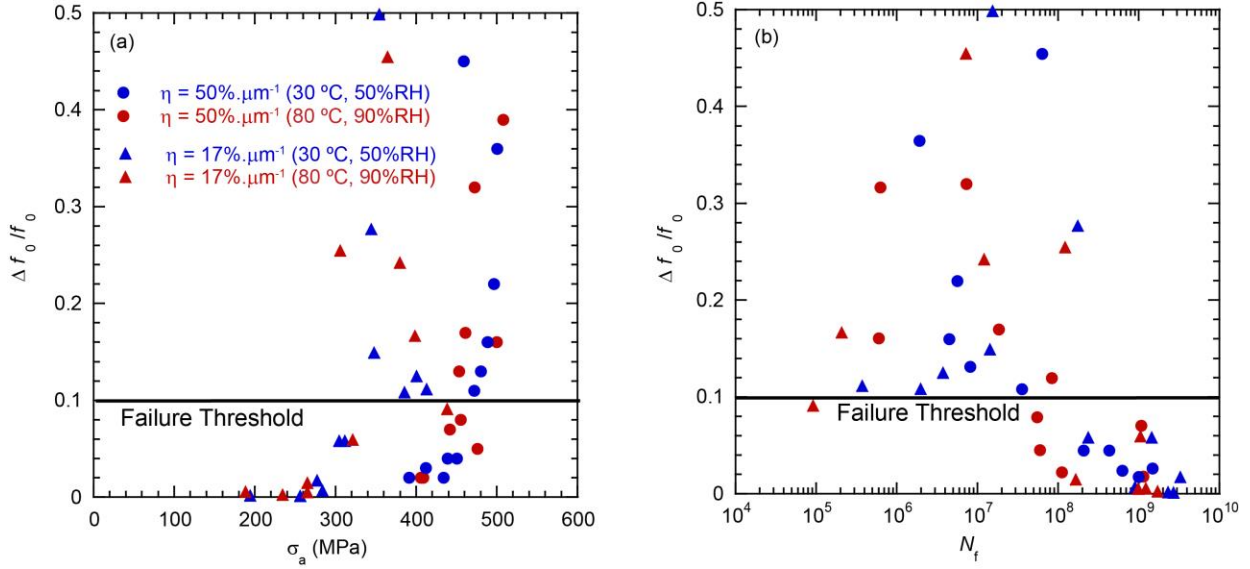 (a)
0.5
0.4
0.3
0.2
0.1
0
Δ f₀/f₀
η = 50%.μm⁻¹ (30 ºC, 50%RH)
η = 50%.μm⁻¹ (80 ºC, 90%RH)
η = 17%.μm⁻¹ (30 ºC, 50%RH)
η = 17%.μm⁻¹ (80 ºC, 90%RH)
Failure Threshold
0 100 200 300 400 500 600
σₐ (MPa)
(b)
0.5
0.4
0.3
0.2
0.1
0
Δ f₀/f₀
Failure Threshold
10⁴ 10⁵ 10⁶ 10⁷ 10⁸ 10⁹ 10¹⁰
N_f